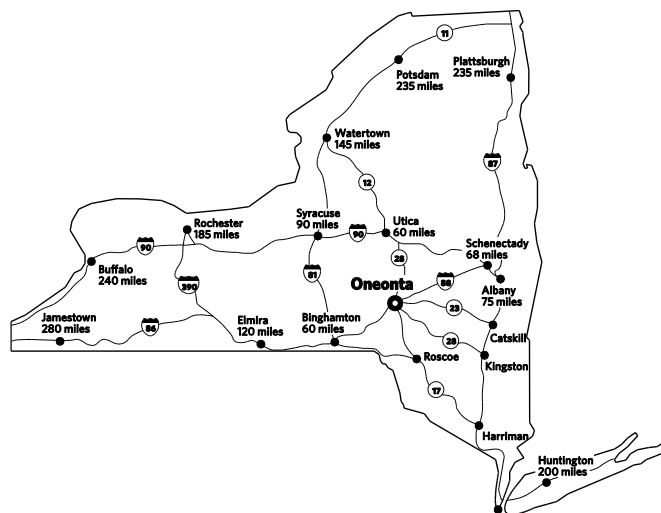 11
Plattsburgh
235 miles
Potsdam
235 miles
Watertown
145 miles
87
12
Rochester
185 miles
Syracuse
90 miles
Utica
60 miles
90
90
28
Schenectady
68 miles
Buffalo
240 miles
390
81
Oneonta
88
Albany
75 miles
23
Jamestown
280 miles
86
Elmira
120 miles
Binghamton
60 miles
Catskill
28
Roscoe
Kingston
17
Harriman
Huntington
200 miles